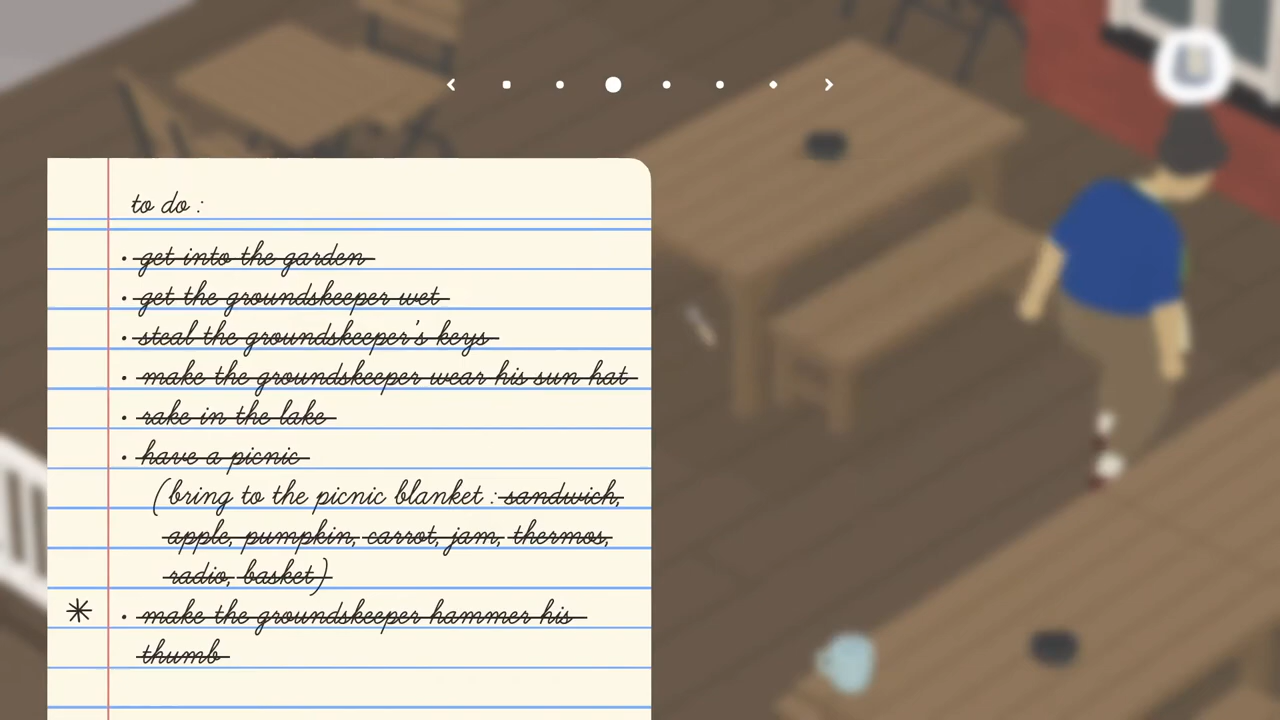 to do :
• get into the garden
• get the groundskeeper wet
• steal the groundskeeper's keys
• make the groundskeeper wear his sun hat
• rake in the lake
• have a picnic
(bring to the picnic blanket : sandwich,
apple, pumpkin, carrot, jam, thermos,
radio, basket)
• make the groundskeeper hammer his
thumb